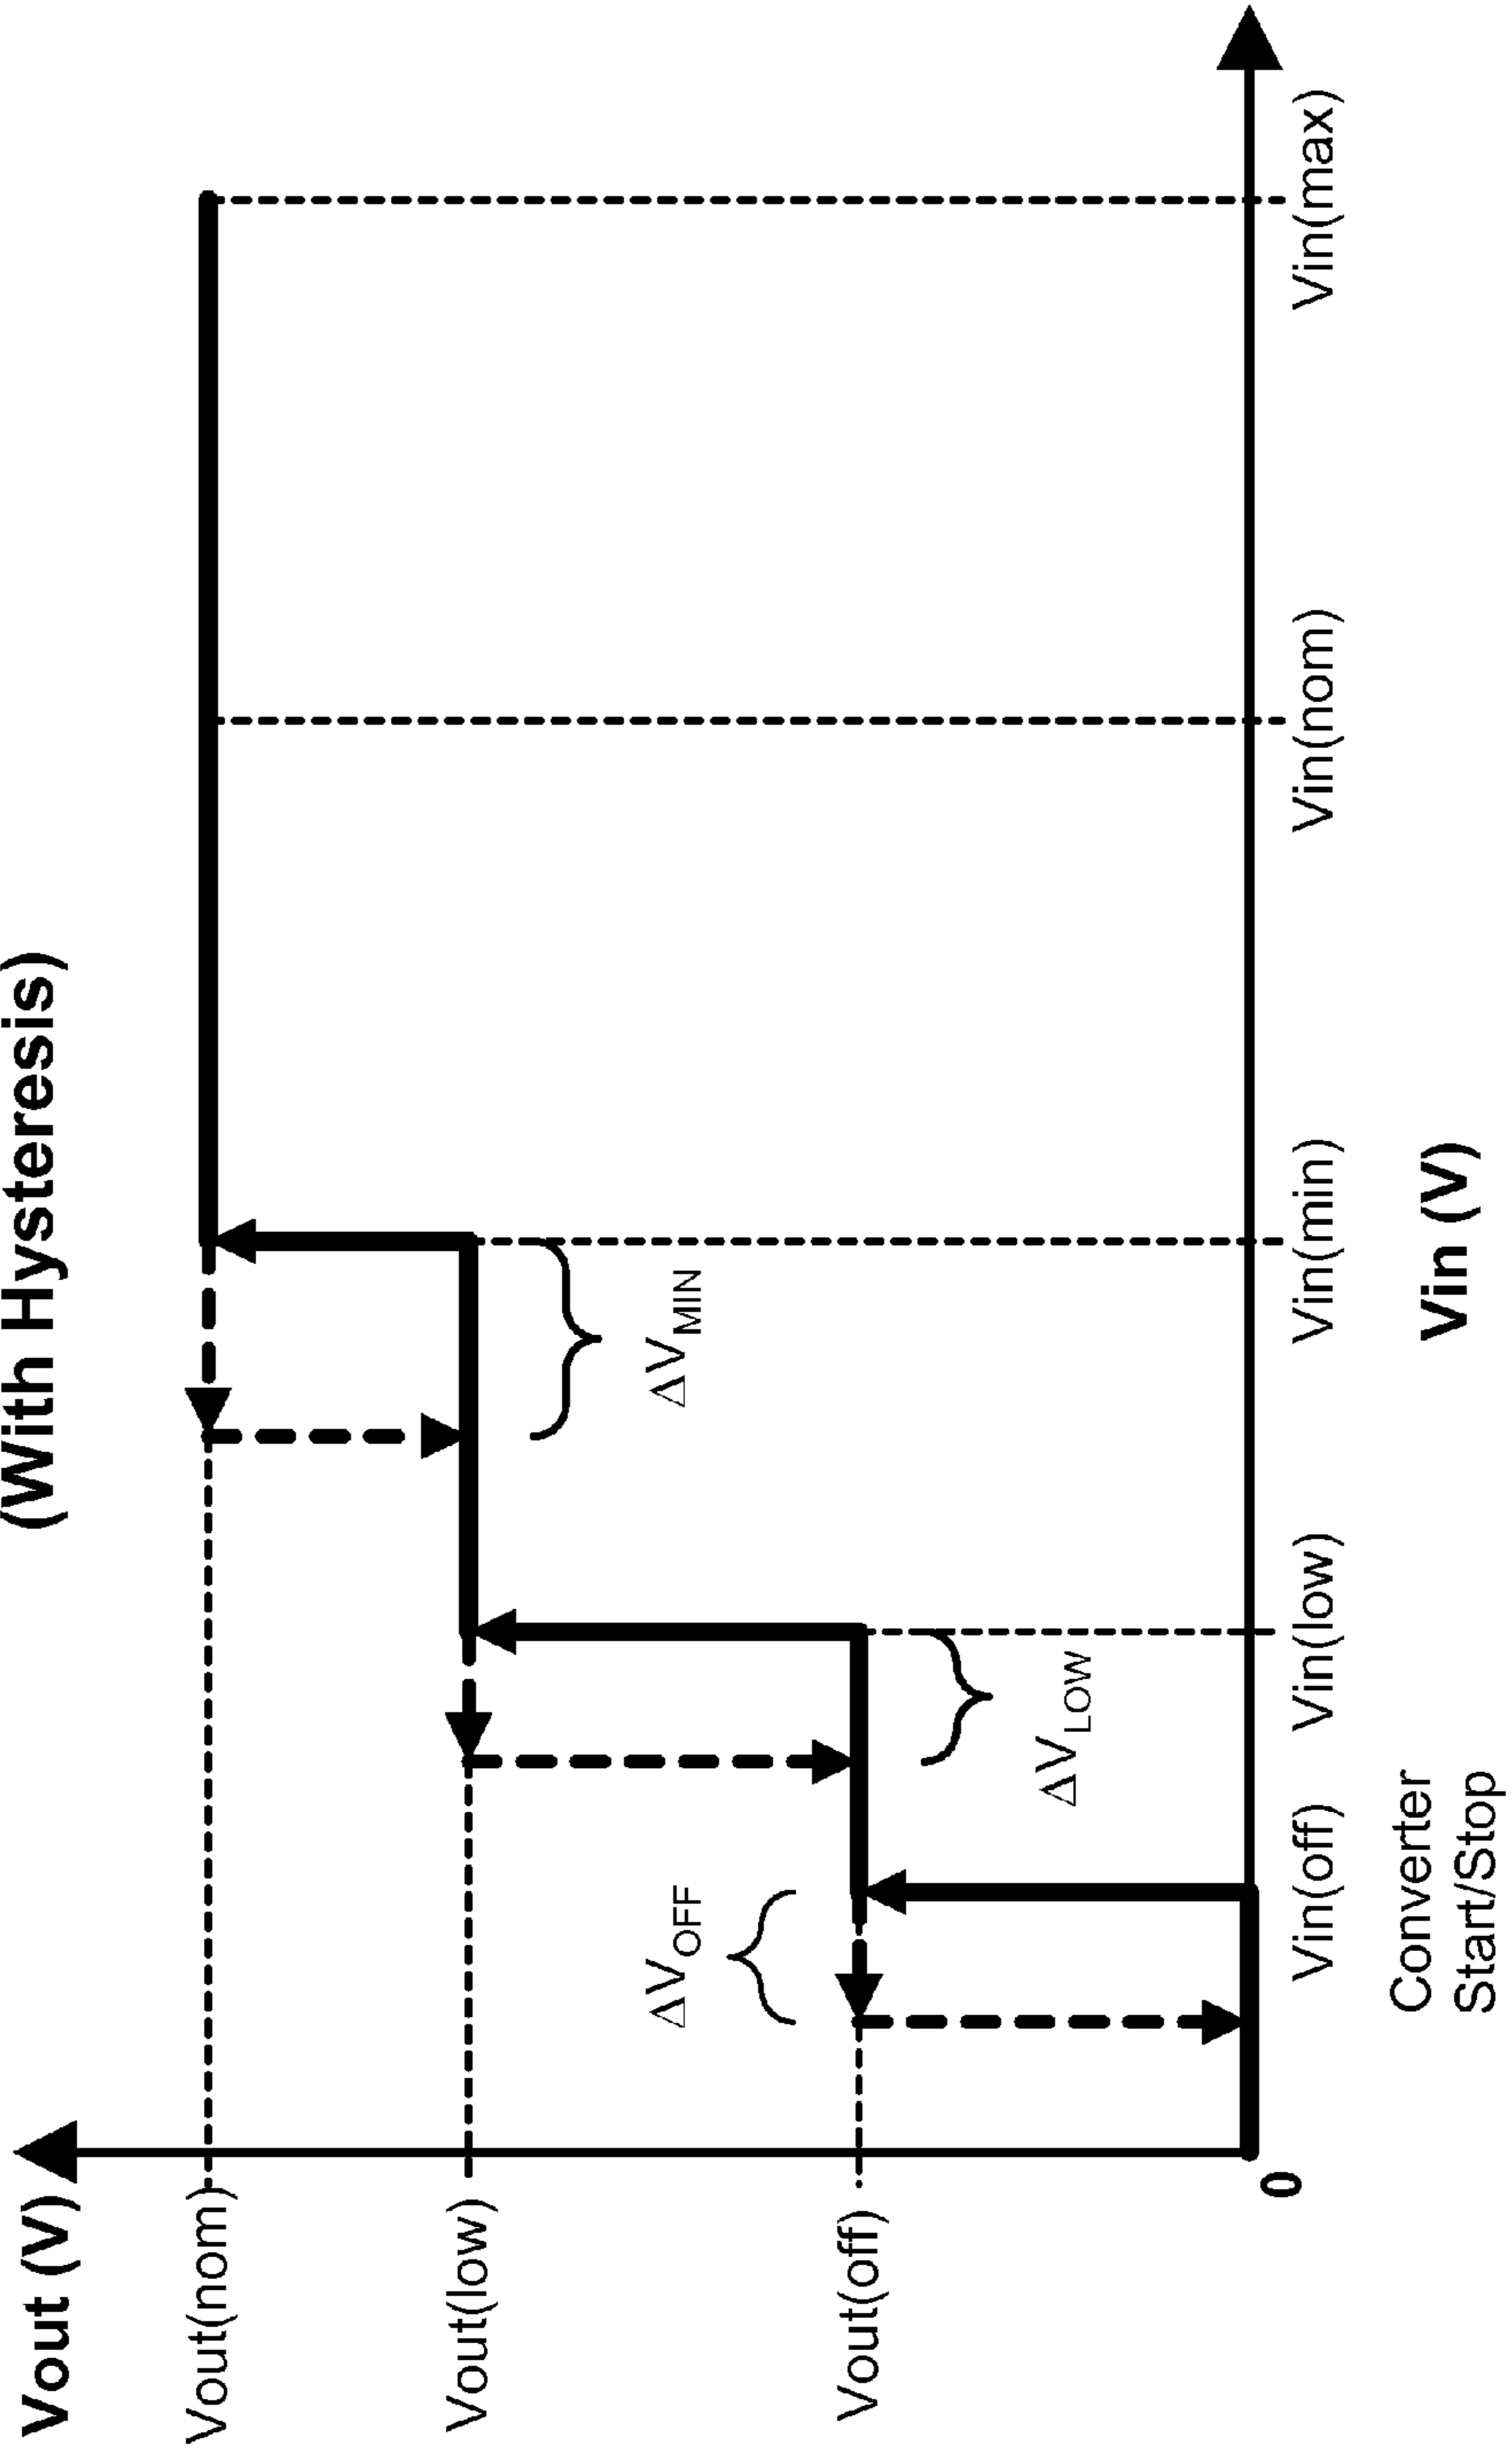 (With Hysteresis)
Vout (V)
Vout(nom)
Vout(low)
Vout(off)
0
ΔVOFF
ΔVLOW
ΔVMIN
Vin(off)
Vin(low)
Vin(min)
Vin(nom)
Vin(max)
Converter
Start/Stop
Vin (V)